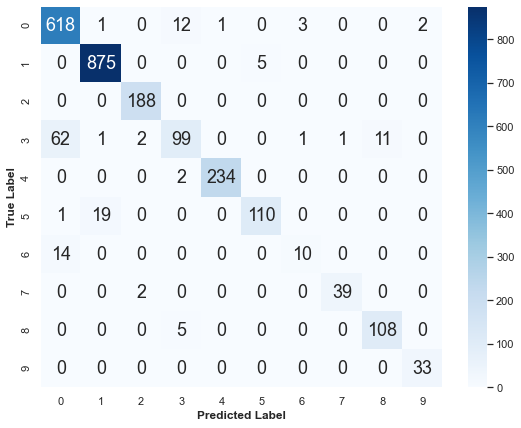 0 618 1 0 12 1 0 3 0 0 2
1 0 875 0 0 0 5 0 0 0 0
2 0 0 188 0 0 0 0 0 0 0
3 62 1 2 99 0 0 1 1 11 0
4 0 0 0 2 234 0 0 0 0 0
5 1 19 0 0 0 110 0 0 0 0
6 14 0 0 0 0 0 10 0 0 0
7 0 0 2 0 0 0 0 39 0 0
8 0 0 0 5 0 0 0 0 108 0
9 0 0 0 0 0 0 0 0 0 33
0 1 2 3 4 5 6 7 8 9
True Label
Predicted Label
800
700
600
500
400
300
200
100
0